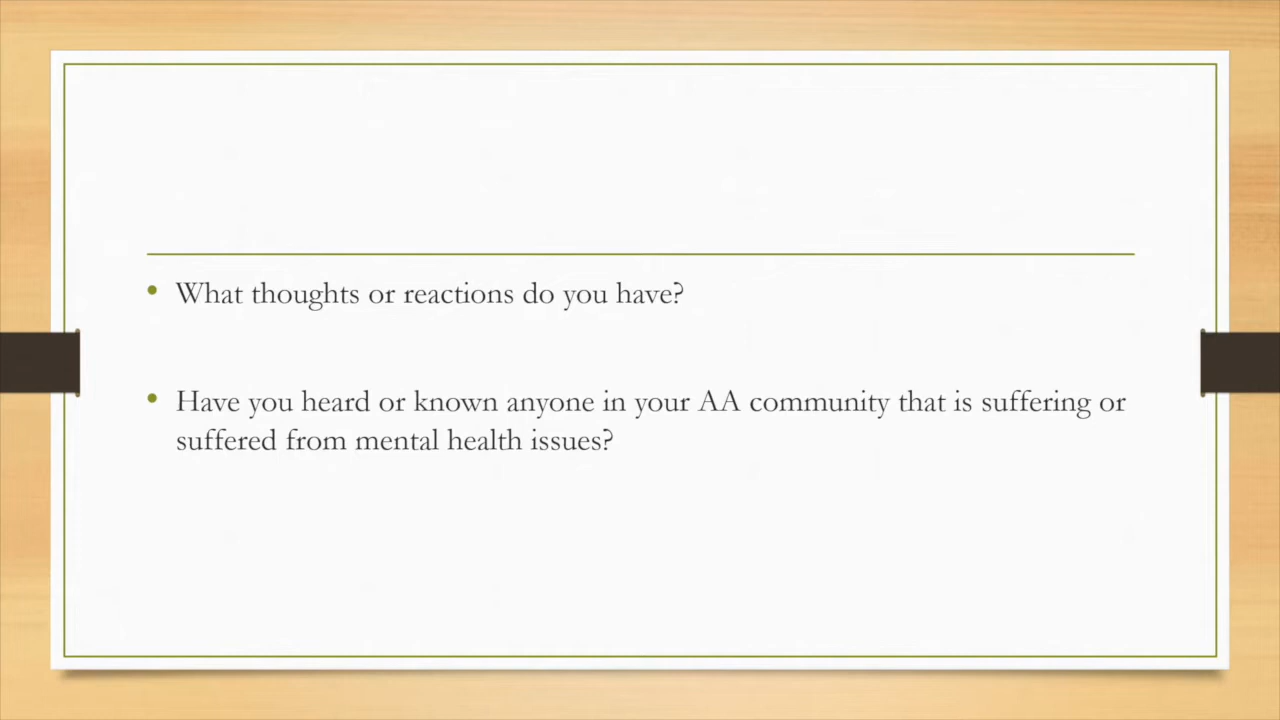 • What thoughts or reactions do you have?
• Have you heard or known anyone in your AA community that is suffering or
suffered from mental health issues?